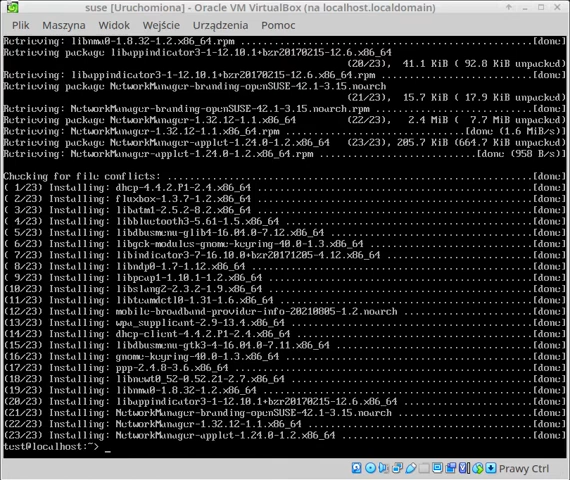 suse [Uruchomiona] - Oracle VM VirtualBox (na localhost.localdomain)
Plik Maszyna Widok Wejście Urządzenia Pomoc
Retrieving: libnma0-1.8.32-1.2.x86_64.rpm ................................................[done]
Retrieving package libappindicator3-1-12.10.1+bzr20170215-12.6.x86_64
(20/23), 41.1 KiB ( 92.8 KiB unpacked)
Retrieving: libappindicator3-1-12.10.1+bzr20170215-12.6.x86_64.rpm ................................[done]
Retrieving package NetworkManager-branding-openSUSE-42.1-3.15.noarch
(21/23), 15.7 KiB ( 17.9 KiB unpacked)
Retrieving: NetworkManager-branding-openSUSE-42.1-3.15.noarch.rpm ................................[done]
Retrieving package NetworkManager-1.32.12-1.1.x86_64 (22/23), 2.4 MiB ( 7.7 MiB unpacked)
Retrieving: NetworkManager-1.32.12-1.1.x86_64.rpm ................................[done (1.6 MiB/s)]
Retrieving package NetworkManager-applet-1.24.0-1.2.x86_64 (23/23), 205.7 KiB (664.7 KiB unpacked)
Retrieving: NetworkManager-applet-1.24.0-1.2.x86_64.rpm ................................[done (958 B/s)]
Checking for file conflicts: ................................................[done]
( 1/23) Installing: dhcp-4.4.2.P1-2.4.x86_64 ................................[done]
( 2/23) Installing: fluxbox-1.3.7-1.2.x86_64 ................................[done]
( 3/23) Installing: libatm1-2.5.2-8.2.x86_64 ................................[done]
( 4/23) Installing: libbluetooth3-5.61-1.5.x86_64 ................................[done]
( 5/23) Installing: libdbusmenu-glib4-16.04.0-7.12.x86_64 ................................[done]
( 6/23) Installing: libgck-modules-gnome-keyring-40.0-1.3.x86_64 ................................[done]
( 7/23) Installing: libindicator3-7-16.10.0+bzr20171205-4.12.x86_64 ................................[done]
( 8/23) Installing: libndp0-1.7-1.12.x86_64 ................................[done]
( 9/23) Installing: libpcap1-1.10.1-1.2.x86_64 ................................[done]
(10/23) Installing: libslang2-2.3.2-1.9.x86_64 ................................[done]
(11/23) Installing: libteamdctl0-1.31-1.6.x86_64 ................................[done]
(12/23) Installing: mobile-broadband-provider-info-20210805-1.2.noarch ................................[done]
(13/23) Installing: wpa_supplicant-2.9-13.4.x86_64 ................................[done]
(14/23) Installing: dhcp-client-4.4.2.P1-2.4.x86_64 ................................[done]
(15/23) Installing: libdbusmenu-gtk3-4-16.04.0-7.11.x86_64 ................................[done]
(16/23) Installing: gnome-keyring-40.0-1.3.x86_64 ................................[done]
(17/23) Installing: ppp-2.4.8-3.6.x86_64 ................................[done]
(18/23) Installing: libnewt0_52-0.52.21-2.7.x86_64 ................................[done]
(19/23) Installing: libnma0-1.8.32-1.2.x86_64 ................................[done]
(20/23) Installing: libappindicator3-1-12.10.1+bzr20170215-12.6.x86_64 ................................[done]
(21/23) Installing: NetworkManager-branding-openSUSE-42.1-3.15.noarch ................................[done]
(22/23) Installing: NetworkManager-1.32.12-1.1.x86_64 ................................[done]
(23/23) Installing: NetworkManager-applet-1.24.0-1.2.x86_64 ................................[done]
test@localhost:~> _
Prawy Ctrl